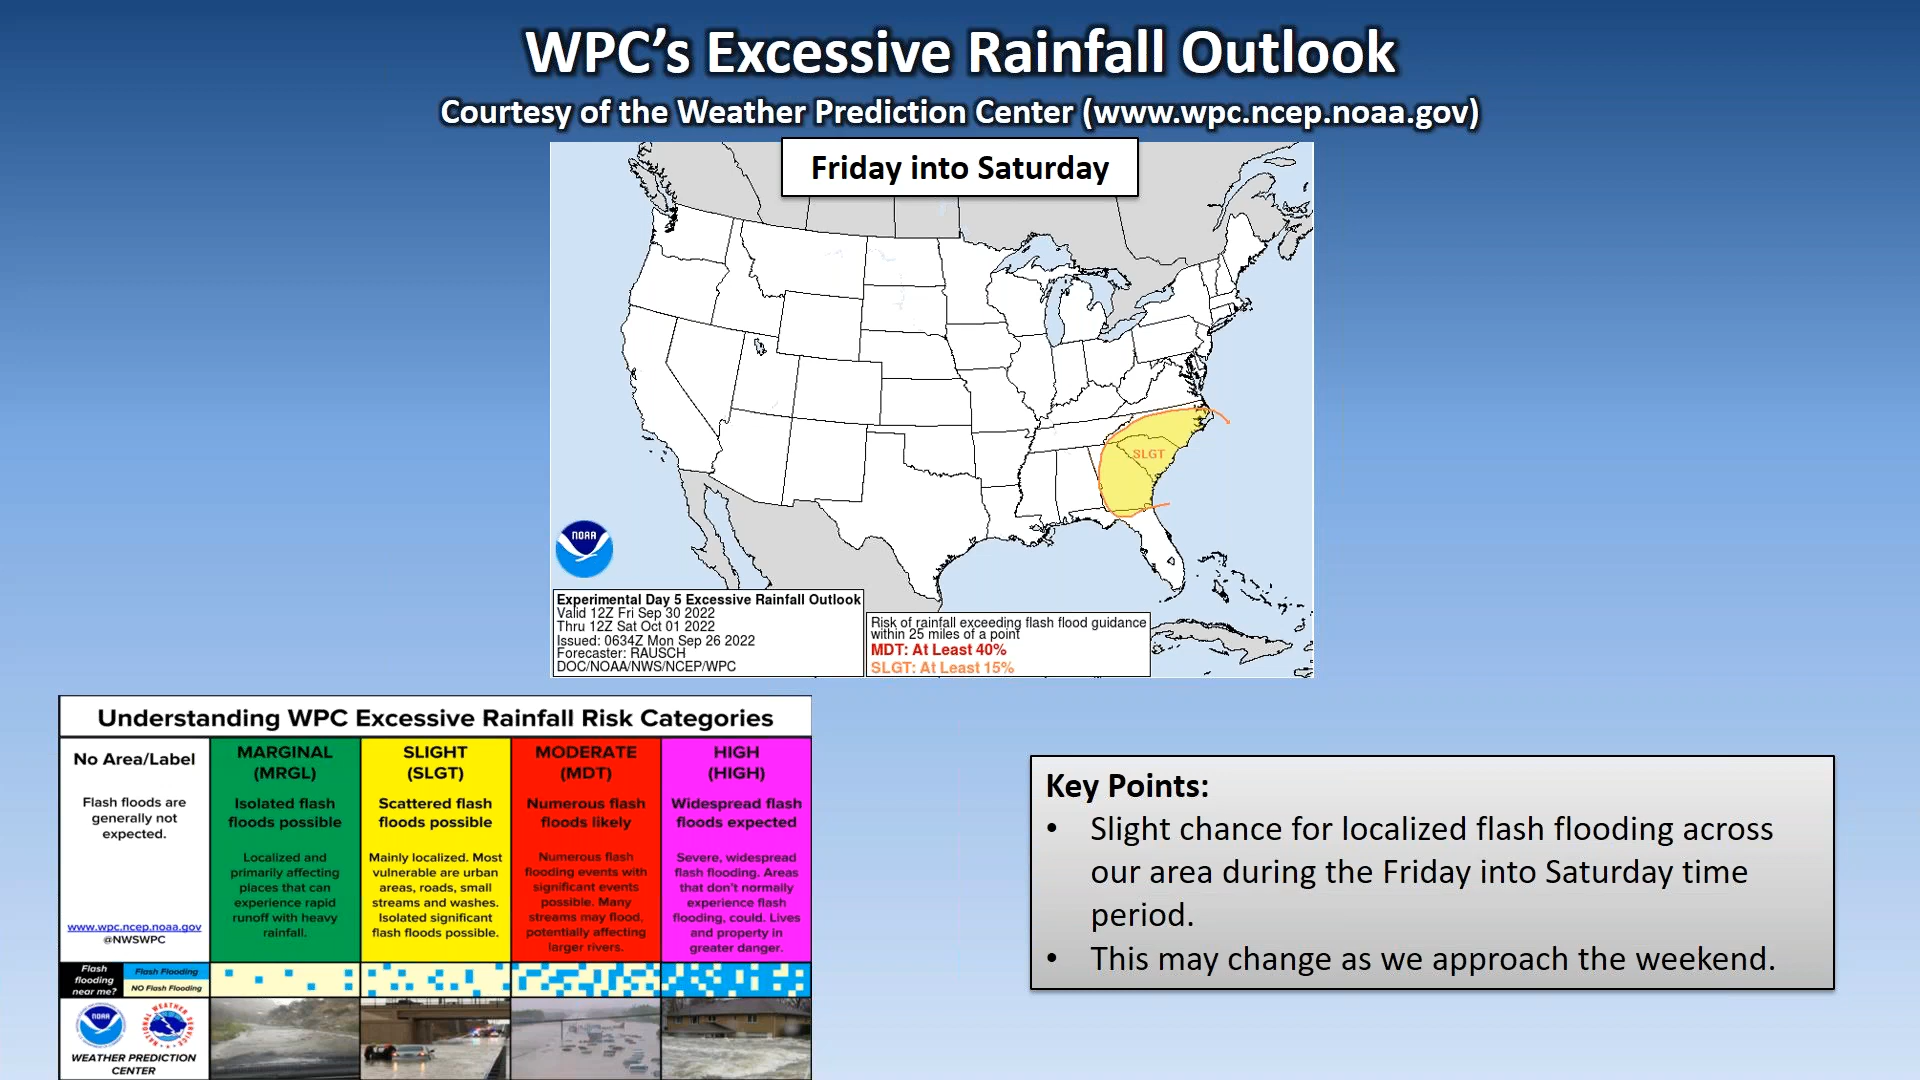 WPC’s Excessive Rainfall Outlook
Courtesy of the Weather Prediction Center (www.wpc.ncep.noaa.gov)
Friday into Saturday
SLGT
NOAA
Experimental Day 5 Excessive Rainfall Outlook
Valid 12Z Fri Sep 30 2022
Thru 12Z Sat Oct 01 2022
Issued: 0634Z Mon Sep 26 2022
Forecaster: RAUSCH
DOC/NOAA/NWS/NCEP/WPC
Risk of rainfall exceeding flash flood guidance
within 25 miles of a point
MDT: At Least 40%
SLGT: At Least 15%
Understanding WPC Excessive Rainfall Risk Categories
No Area/Label
Flash floods are
generally not
expected.
www.wpc.ncep.noaa.gov
@NWSWPC
MARGINAL
(MRGL)
Isolated flash
floods possible
Localized and
primarily affecting
places that can
experience rapid
runoff with heavy
rainfall.
SLIGHT
(SLGT)
Scattered flash
floods possible
Mainly localized. Most
vulnerable are urban
areas, roads, small
streams and washes.
Isolated significant
flash floods possible.
MODERATE
(MDT)
Numerous flash
floods likely
Numerous flash
flooding events with
significant events
possible. Many
streams may flood,
potentially affecting
larger rivers.
HIGH
(HIGH)
Widespread flash
floods expected
Severe, widespread
flash flooding. Areas
that don't normally
experience flash
flooding, could. Lives
and property in
greater danger.
Flash
flooding
near me?
Flash Flooding
NO Flash Flooding
NOAA
NATIONAL WEATHER SERVICE
WEATHER PREDICTION
CENTER
Key Points:
• Slight chance for localized flash flooding across
our area during the Friday into Saturday time
period.
• This may change as we approach the weekend.